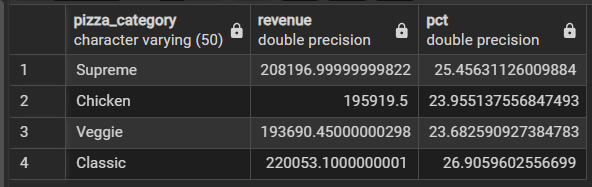 pizza_category revenue pct
character varying (50) double precision double precision
1 Supreme 208196.99999999822 25.45631126009884
2 Chicken 195919.5 23.955137556847493
3 Veggie 193690.45000000298 23.682590927384783
4 Classic 220053.1000000001 26.9059602556699